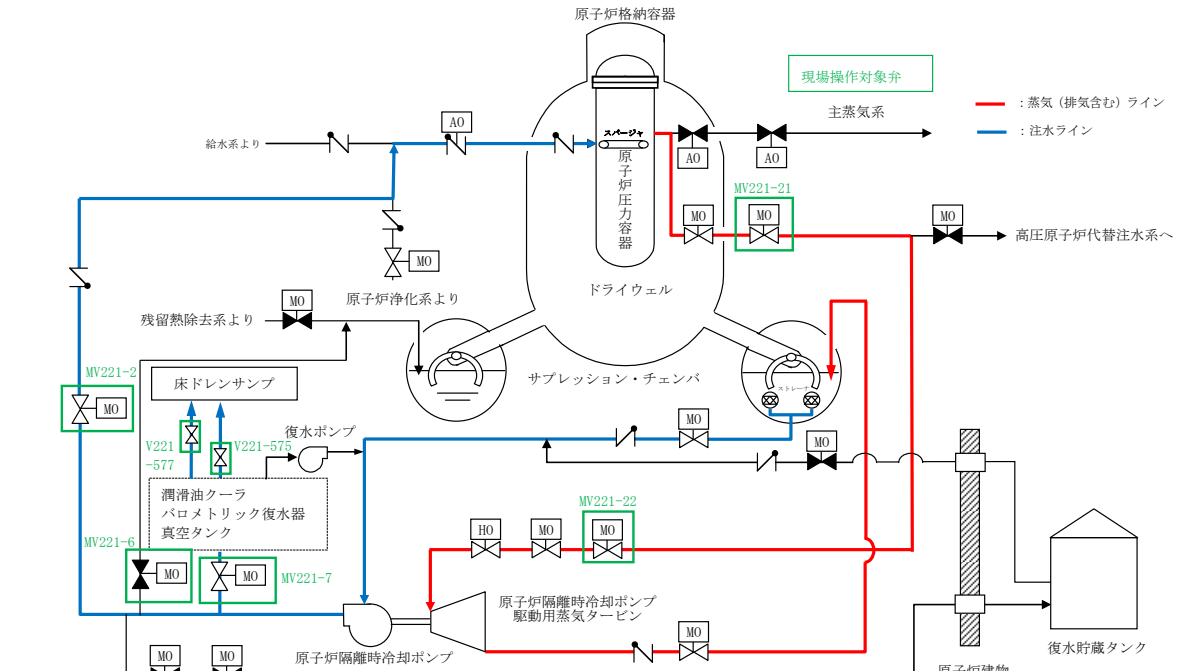 原子炉格納容器
現場操作対象弁
主蒸気系
：蒸気（排気含む）ライン
：注水ライン
給水系より
AO
スパージャ
原子炉圧力容器
AO
AO
MV221-21
MO
MO
MO
高圧原子炉代替注水系へ
MO
原子炉浄化系より
ドライウェル
残留熱除去系より
MO
サプレッション・チェンバ
ストレーナ
MV221-2
MO
床ドレンサンプ
復水ポンプ
V221
-577
V221-575
MO
MO
潤滑油クーラ
バロメトリック復水器
真空タンク
MV221-22
HO
MO
MO
MV221-6
MO
MO
MV221-7
原子炉隔離時冷却ポンプ
駆動用蒸気タービン
MO
原子炉隔離時冷却ポンプ
MO
MO
復水貯蔵タンク
原子炉建物